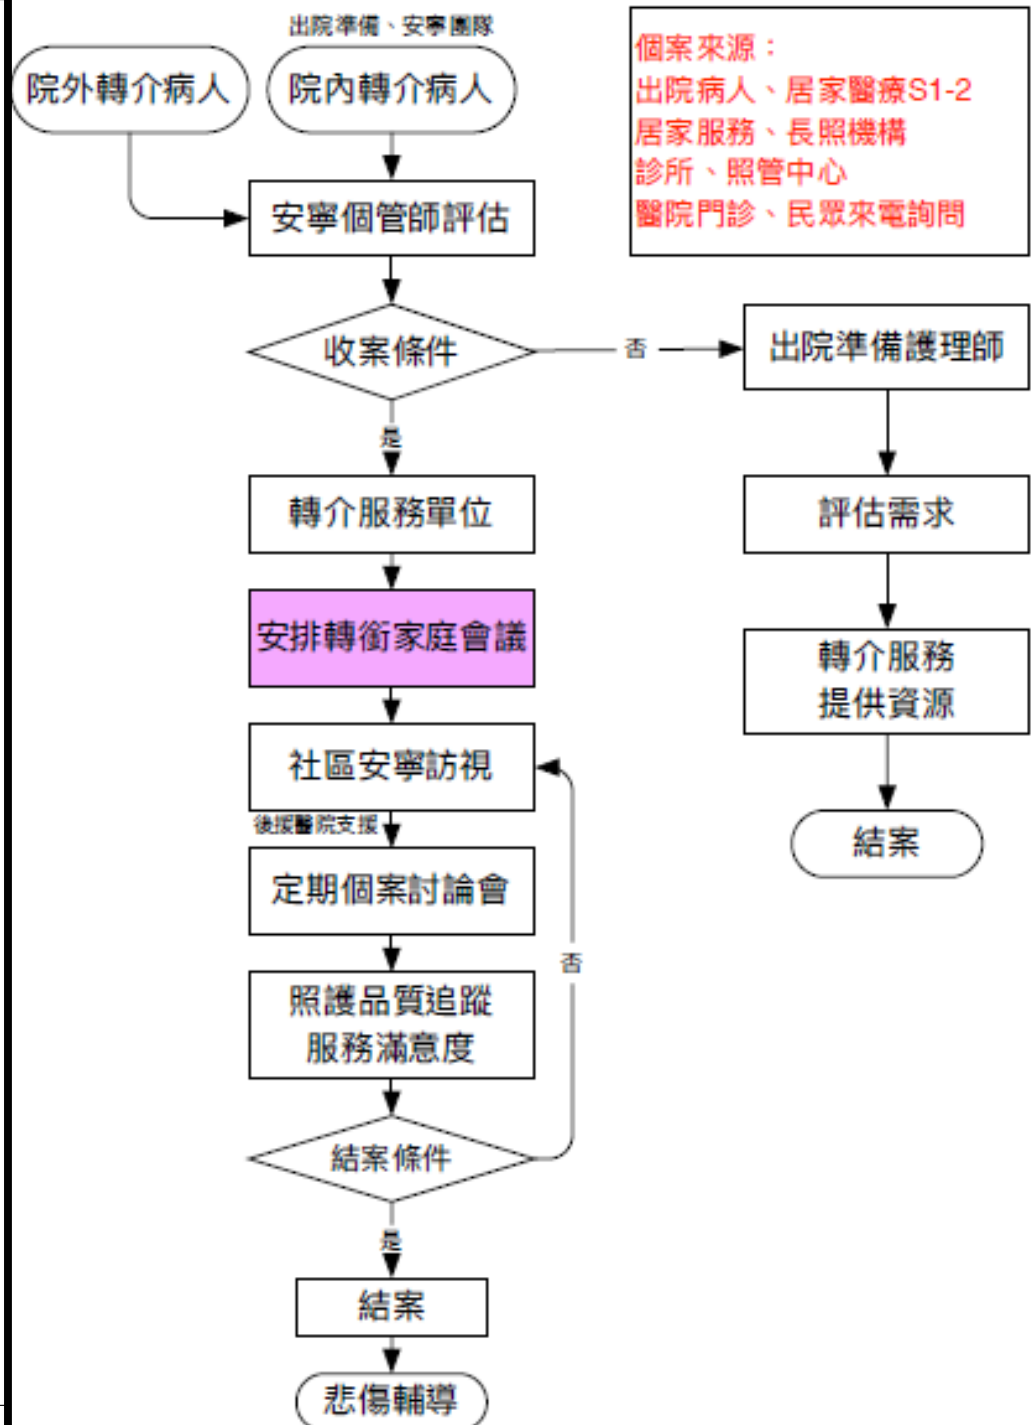 出院準備、安寧團隊
院外轉介病人
院內轉介病人
個案來源：
出院病人、居家醫療S1-2
居家服務、長照機構
診所、照管中心
醫院門診、民眾來電詢問
安寧個管師評估
收案條件
否
出院準備護理師
是
轉介服務單位
評估需求
安排轉銜家庭會議
轉介服務
提供資源
社區安寧訪視
後援醫院支援
結案
定期個案討論會
否
照護品質追蹤
服務滿意度
結案條件
是
結案
悲傷輔導